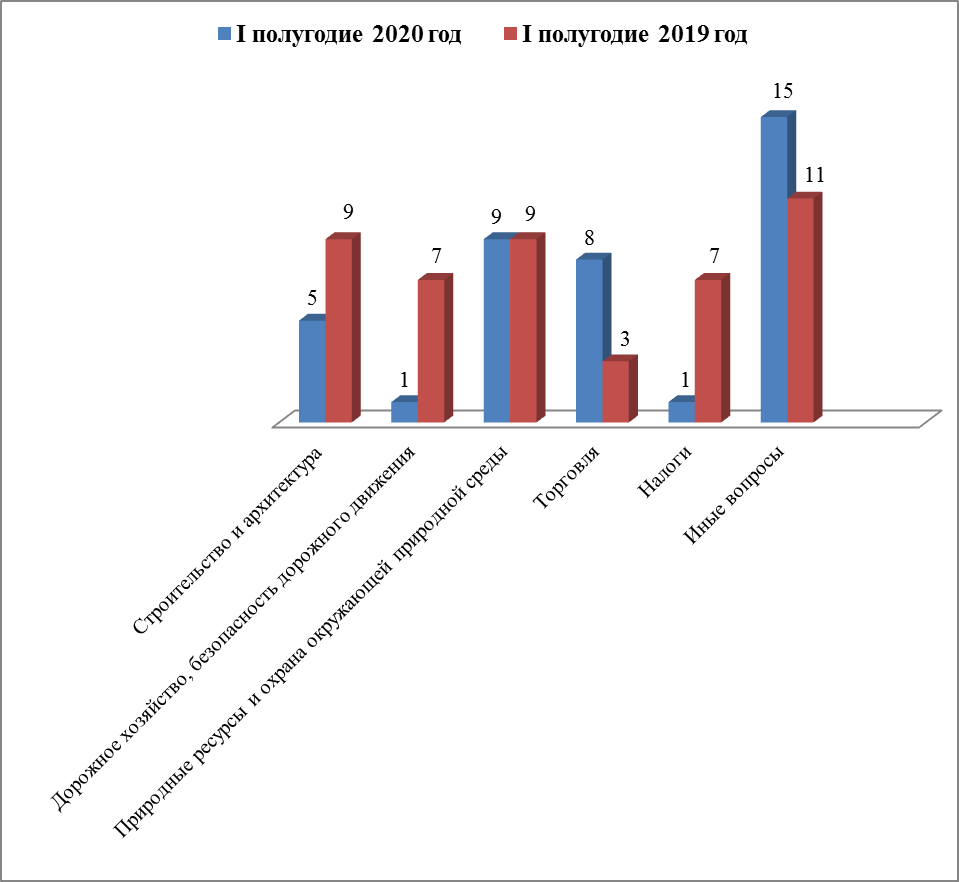 I полугодие 2020 год I полугодие 2019 год
5 9
1 7
9 9
8 3
1 7
15 11
Строительство и архитектура
Дорожное хозяйство, безопасность дорожного движения
Природные ресурсы и охрана окружающей природной среды
Торговля
Налоги
Иные вопросы